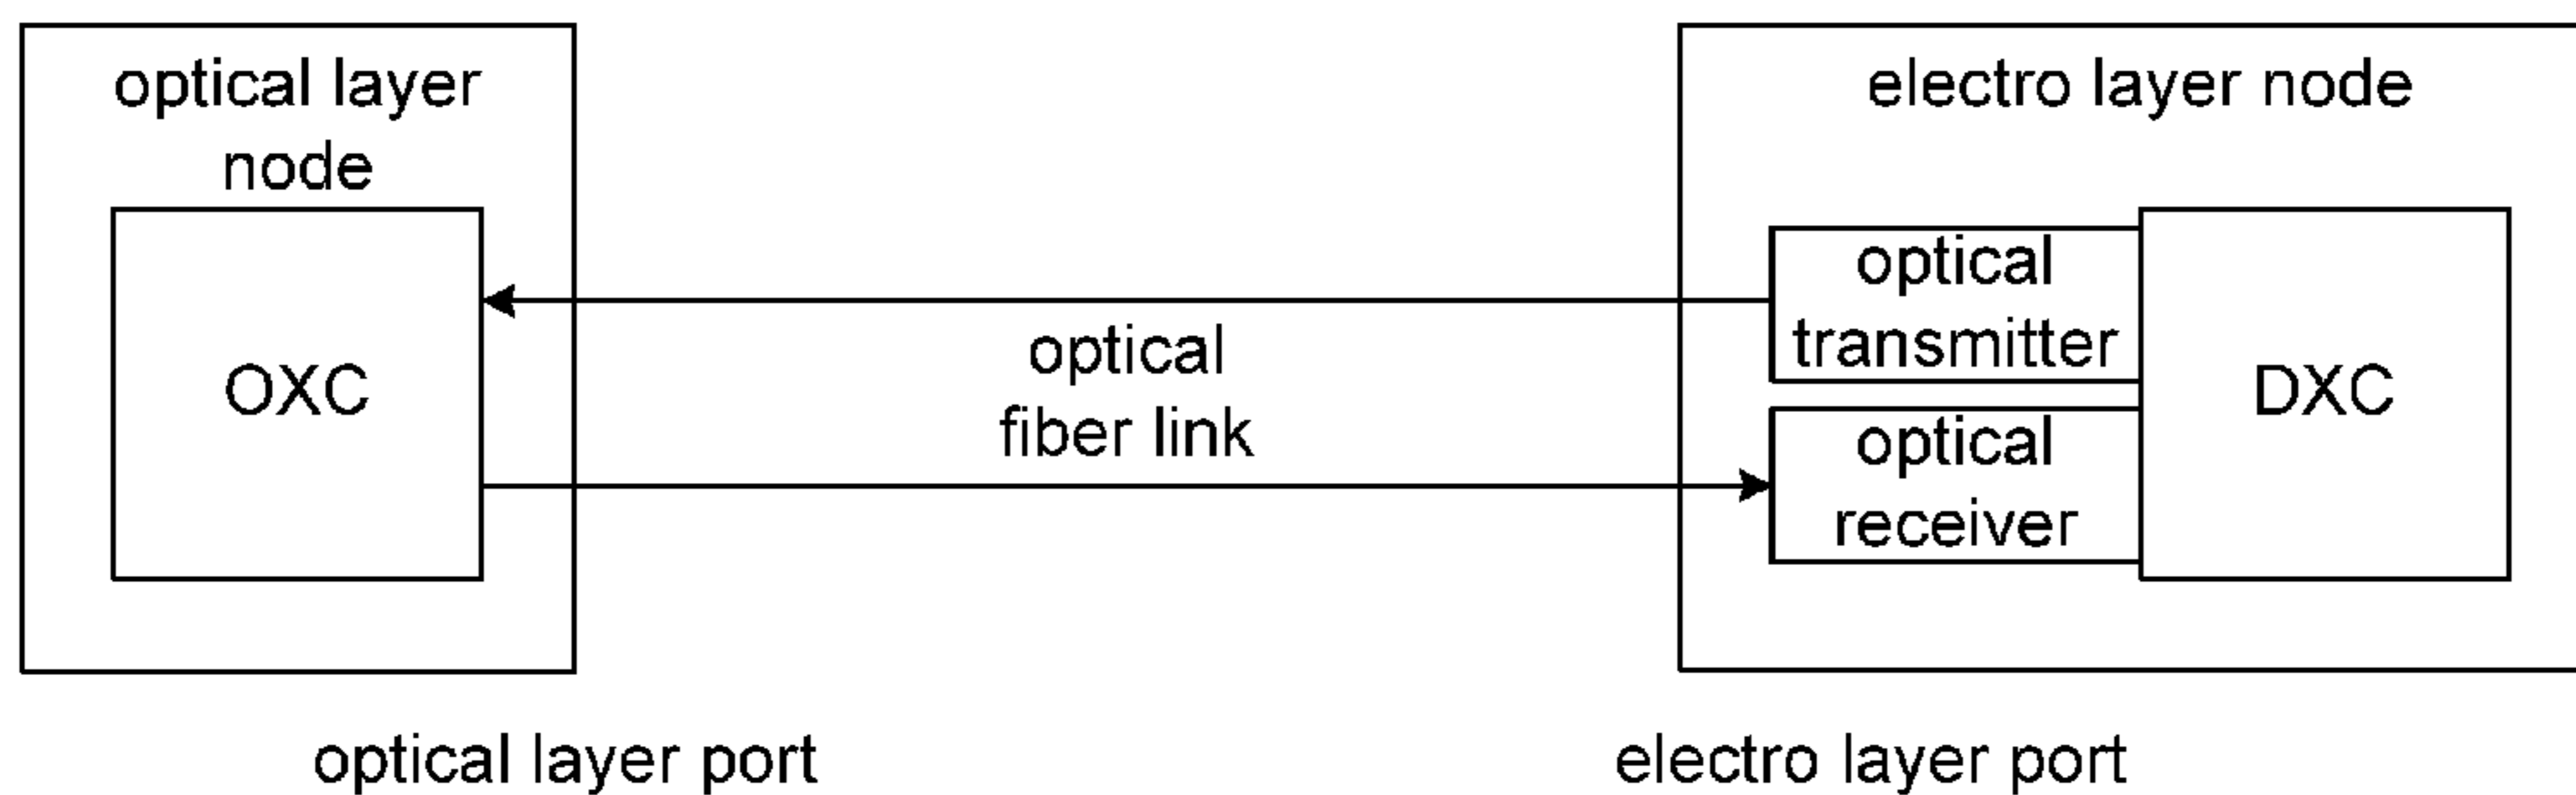 optical layer
node
OXC
optical
fiber link
electro layer node
optical
transmitter
optical
receiver
DXC
optical layer port
electro layer port